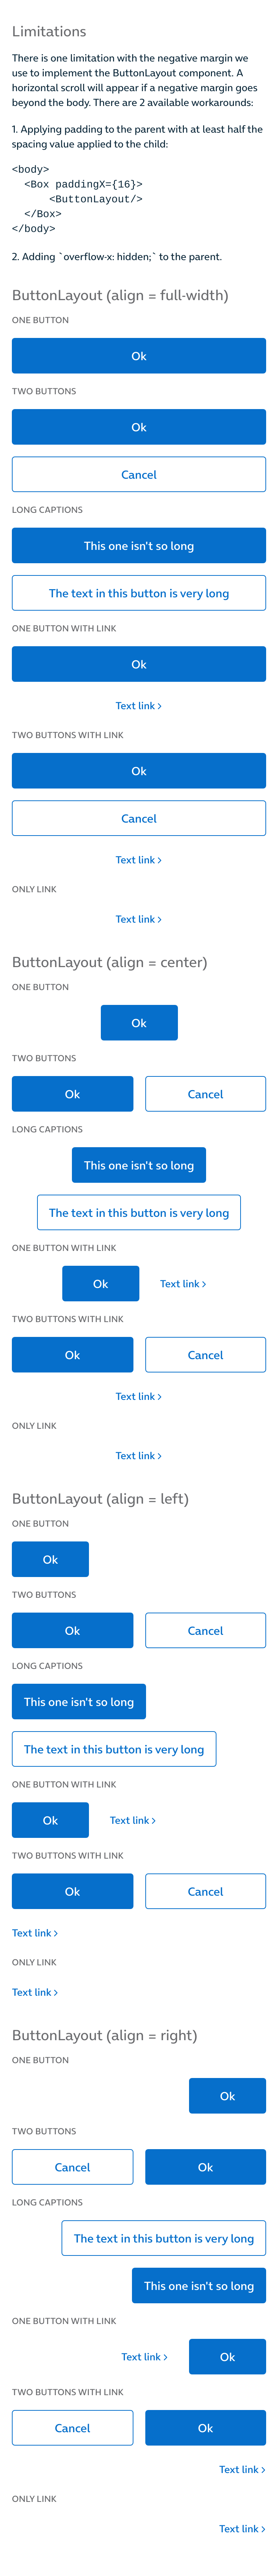 Limitations
There is one limitation with the negative margin we
use to implement the ButtonLayout component. A
horizontal scroll will appear if a negative margin goes
beyond the body. There are 2 available workarounds:
1. Applying padding to the parent with at least half the
spacing value applied to the child:
<body>
<Box paddingX={16}>
<ButtonLayout/>
</Box>
</body>
2. Adding `overflow-x: hidden;` to the parent.
ButtonLayout (align = full-width)
ONE BUTTON
Ok
TWO BUTTONS
Ok
Cancel
LONG CAPTIONS
This one isn't so long
The text in this button is very long
ONE BUTTON WITH LINK
Ok
Text link >
TWO BUTTONS WITH LINK
Ok
Cancel
Text link >
ONLY LINK
Text link >
ButtonLayout (align = center)
ONE BUTTON
Ok
TWO BUTTONS
Ok Cancel
LONG CAPTIONS
This one isn't so long
The text in this button is very long
ONE BUTTON WITH LINK
Ok Text link >
TWO BUTTONS WITH LINK
Ok Cancel
Text link >
ONLY LINK
Text link >
ButtonLayout (align = left)
ONE BUTTON
Ok
TWO BUTTONS
Ok Cancel
LONG CAPTIONS
This one isn't so long
The text in this button is very long
ONE BUTTON WITH LINK
Ok Text link >
TWO BUTTONS WITH LINK
Ok Cancel
Text link >
ONLY LINK
Text link >
ButtonLayout (align = right)
ONE BUTTON
Ok
TWO BUTTONS
Cancel Ok
LONG CAPTIONS
The text in this button is very long
This one isn't so long
ONE BUTTON WITH LINK
Text link > Ok
TWO BUTTONS WITH LINK
Cancel Ok
Text link >
ONLY LINK
Text link >